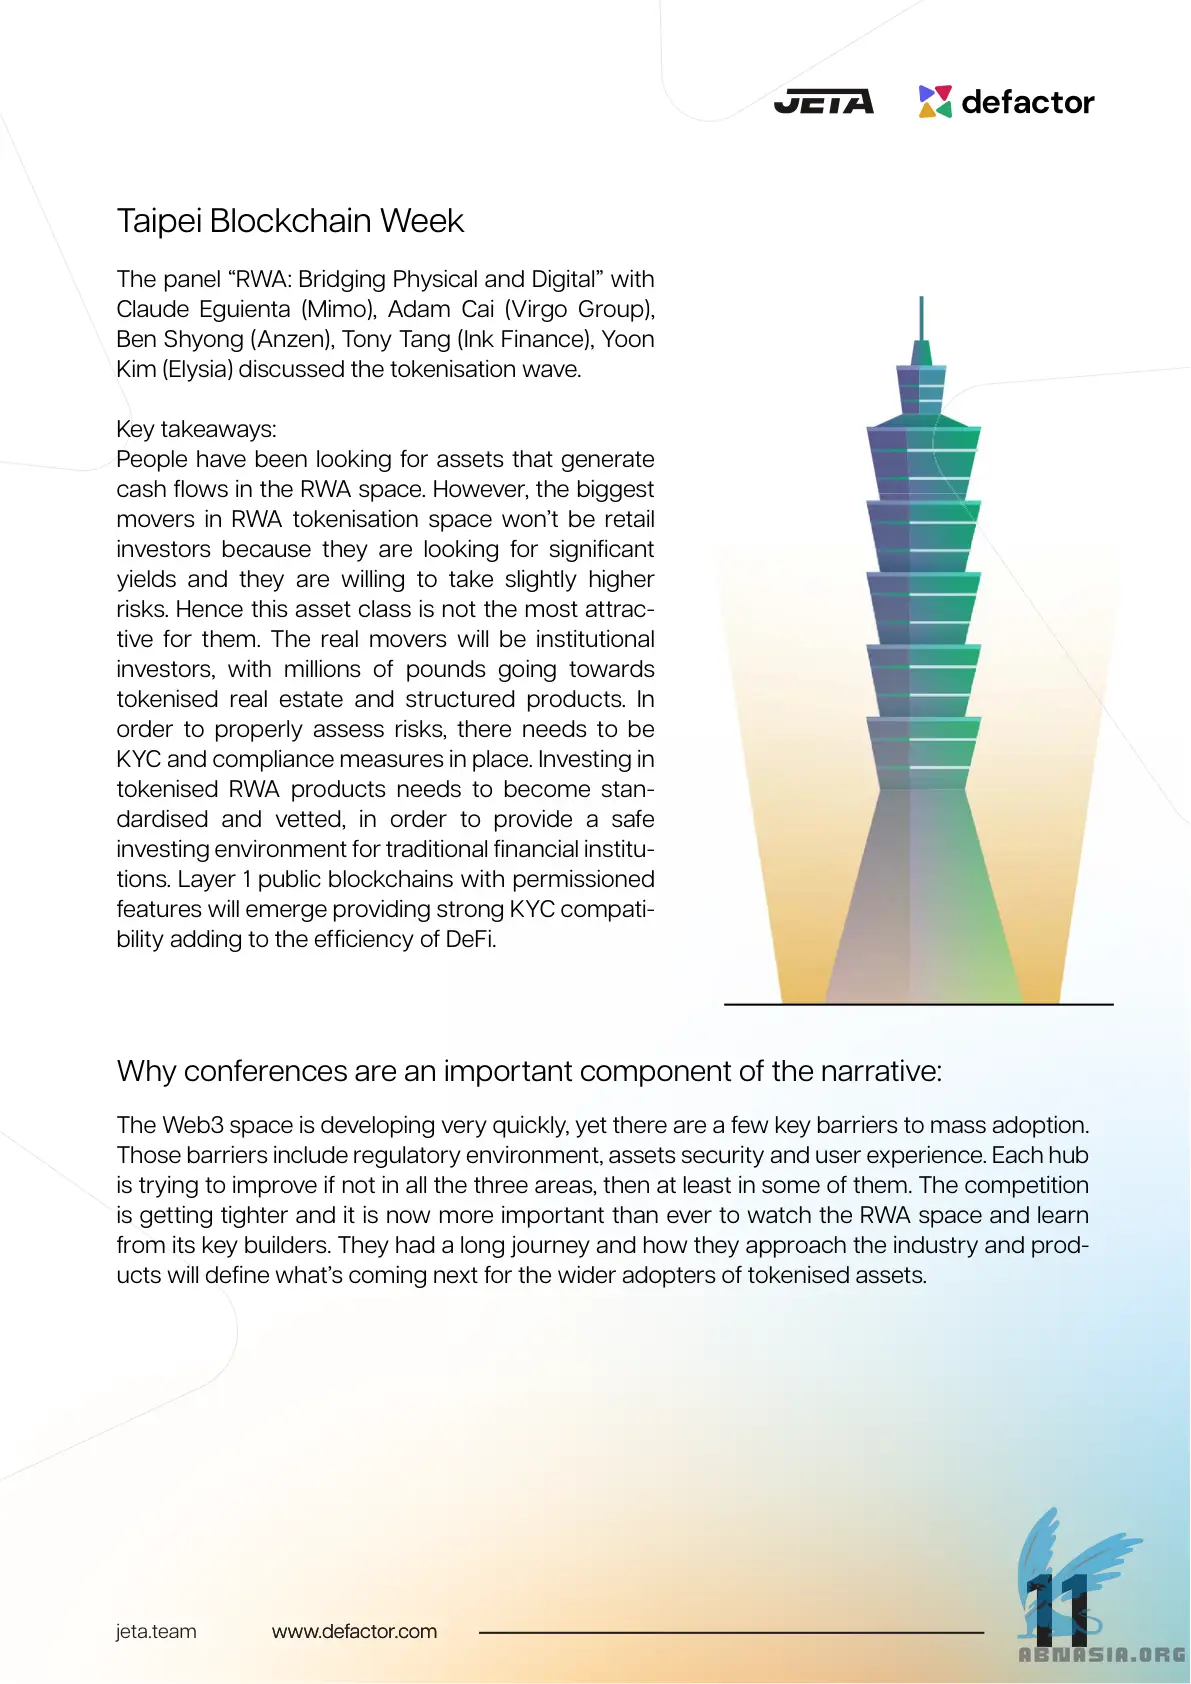 JETA defactor
Taipei Blockchain Week
The panel “RWA: Bridging Physical and Digital” with
Claude Eguienta (Mimo), Adam Cai (Virgo Group),
Ben Shyong (Anzen), Tony Tang (Ink Finance), Yoon
Kim (Elysia) discussed the tokenisation wave.
Key takeaways:
People have been looking for assets that generate
cash flows in the RWA space. However, the biggest
movers in RWA tokenisation space won’t be retail
investors because they are looking for significant
yields and they are willing to take slightly higher
risks. Hence this asset class is not the most attrac-
tive for them. The real movers will be institutional
investors, with millions of pounds going towards
tokenised real estate and structured products. In
order to properly assess risks, there needs to be
KYC and compliance measures in place. Investing in
tokenised RWA products needs to become stan-
dardised and vetted, in order to provide a safe
investing environment for traditional financial institu-
tions. Layer 1 public blockchains with permissioned
features will emerge providing strong KYC compati-
bility adding to the efficiency of DeFi.
Why conferences are an important component of the narrative:
The Web3 space is developing very quickly, yet there are a few key barriers to mass adoption.
Those barriers include regulatory environment, assets security and user experience. Each hub
is trying to improve if not in all the three areas, then at least in some of them. The competition
is getting tighter and it is now more important than ever to watch the RWA space and learn
from its key builders. They had a long journey and how they approach the industry and prod-
ucts will define what’s coming next for the wider adopters of tokenised assets.
jeta.team www.defactor.com 11
ABNASIA.ORG